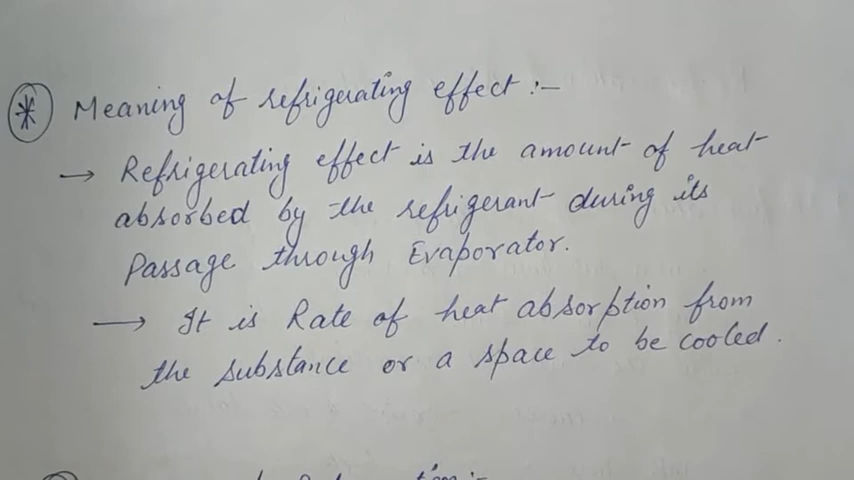 * Meaning of refrigerating effect :-
→ Refrigerating effect is the amount of heat
absorbed by the refrigerant during its
Passage through Evaporator.
→ It is Rate of heat absorption from
the substance or a space to be cooled.